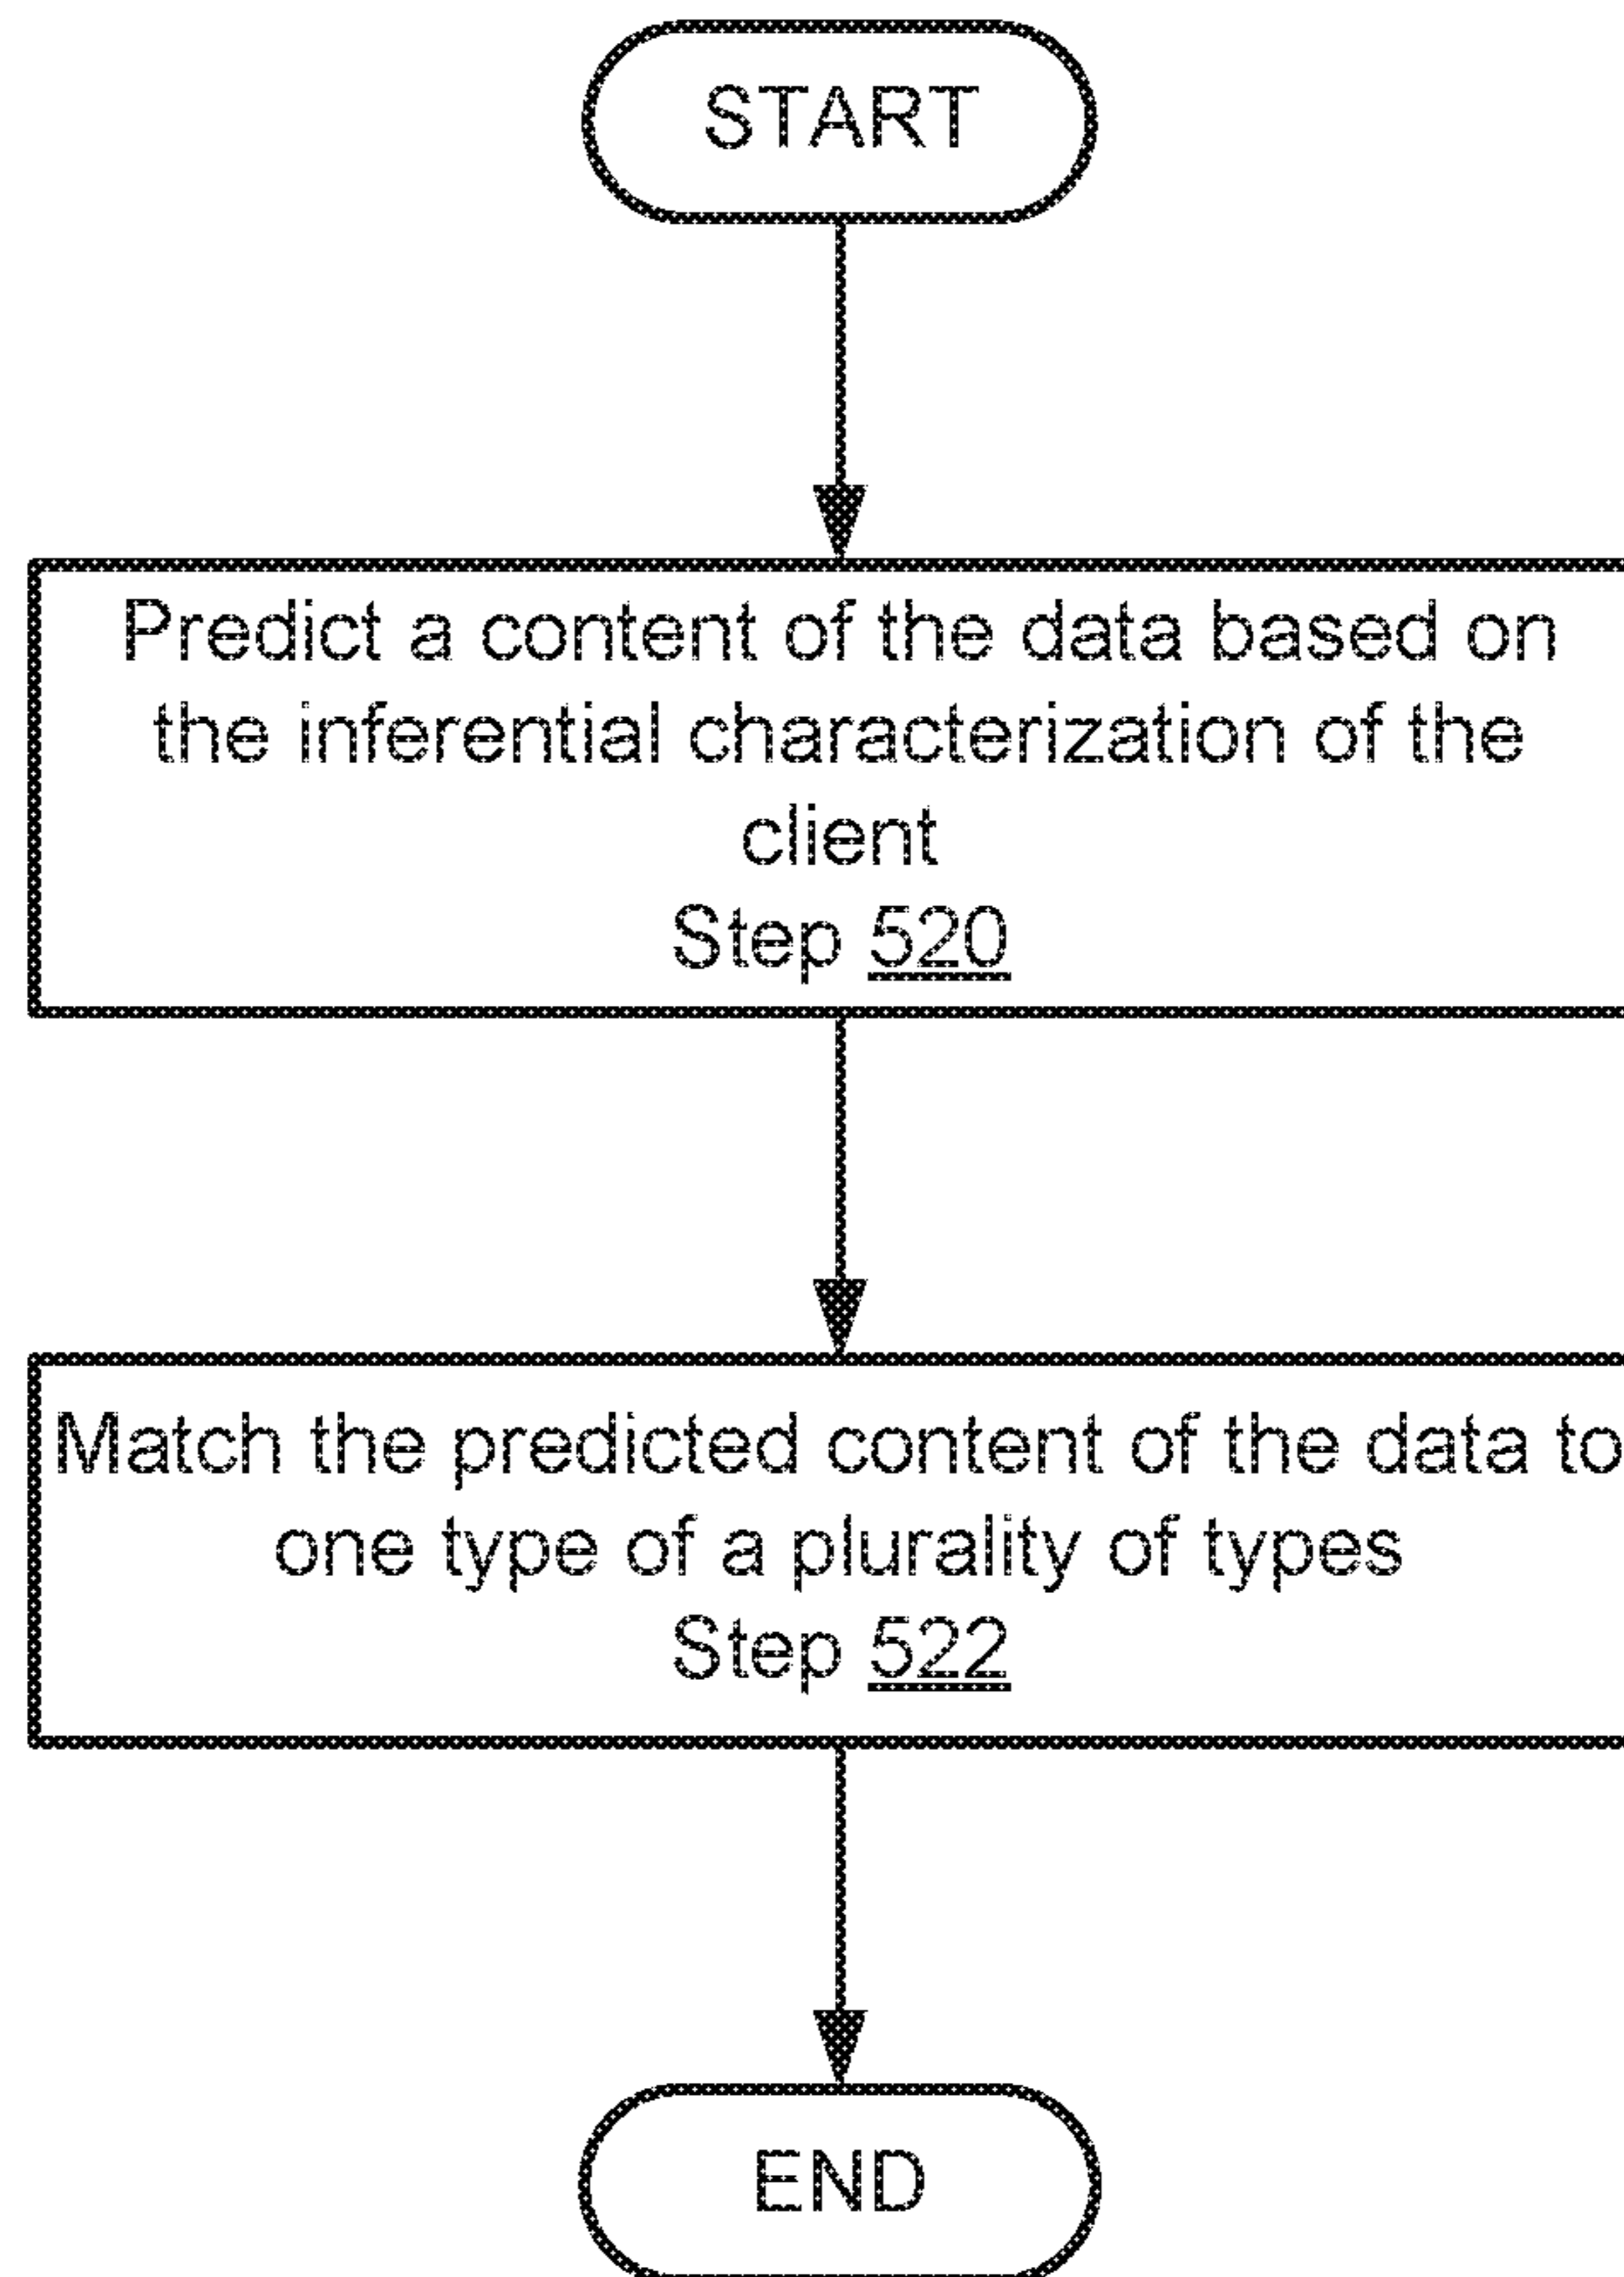 START
Predict a content of the data based on
the inferential characterization of the
client
Step 520
Match the predicted content of the data to
one type of a plurality of types
Step 522
END